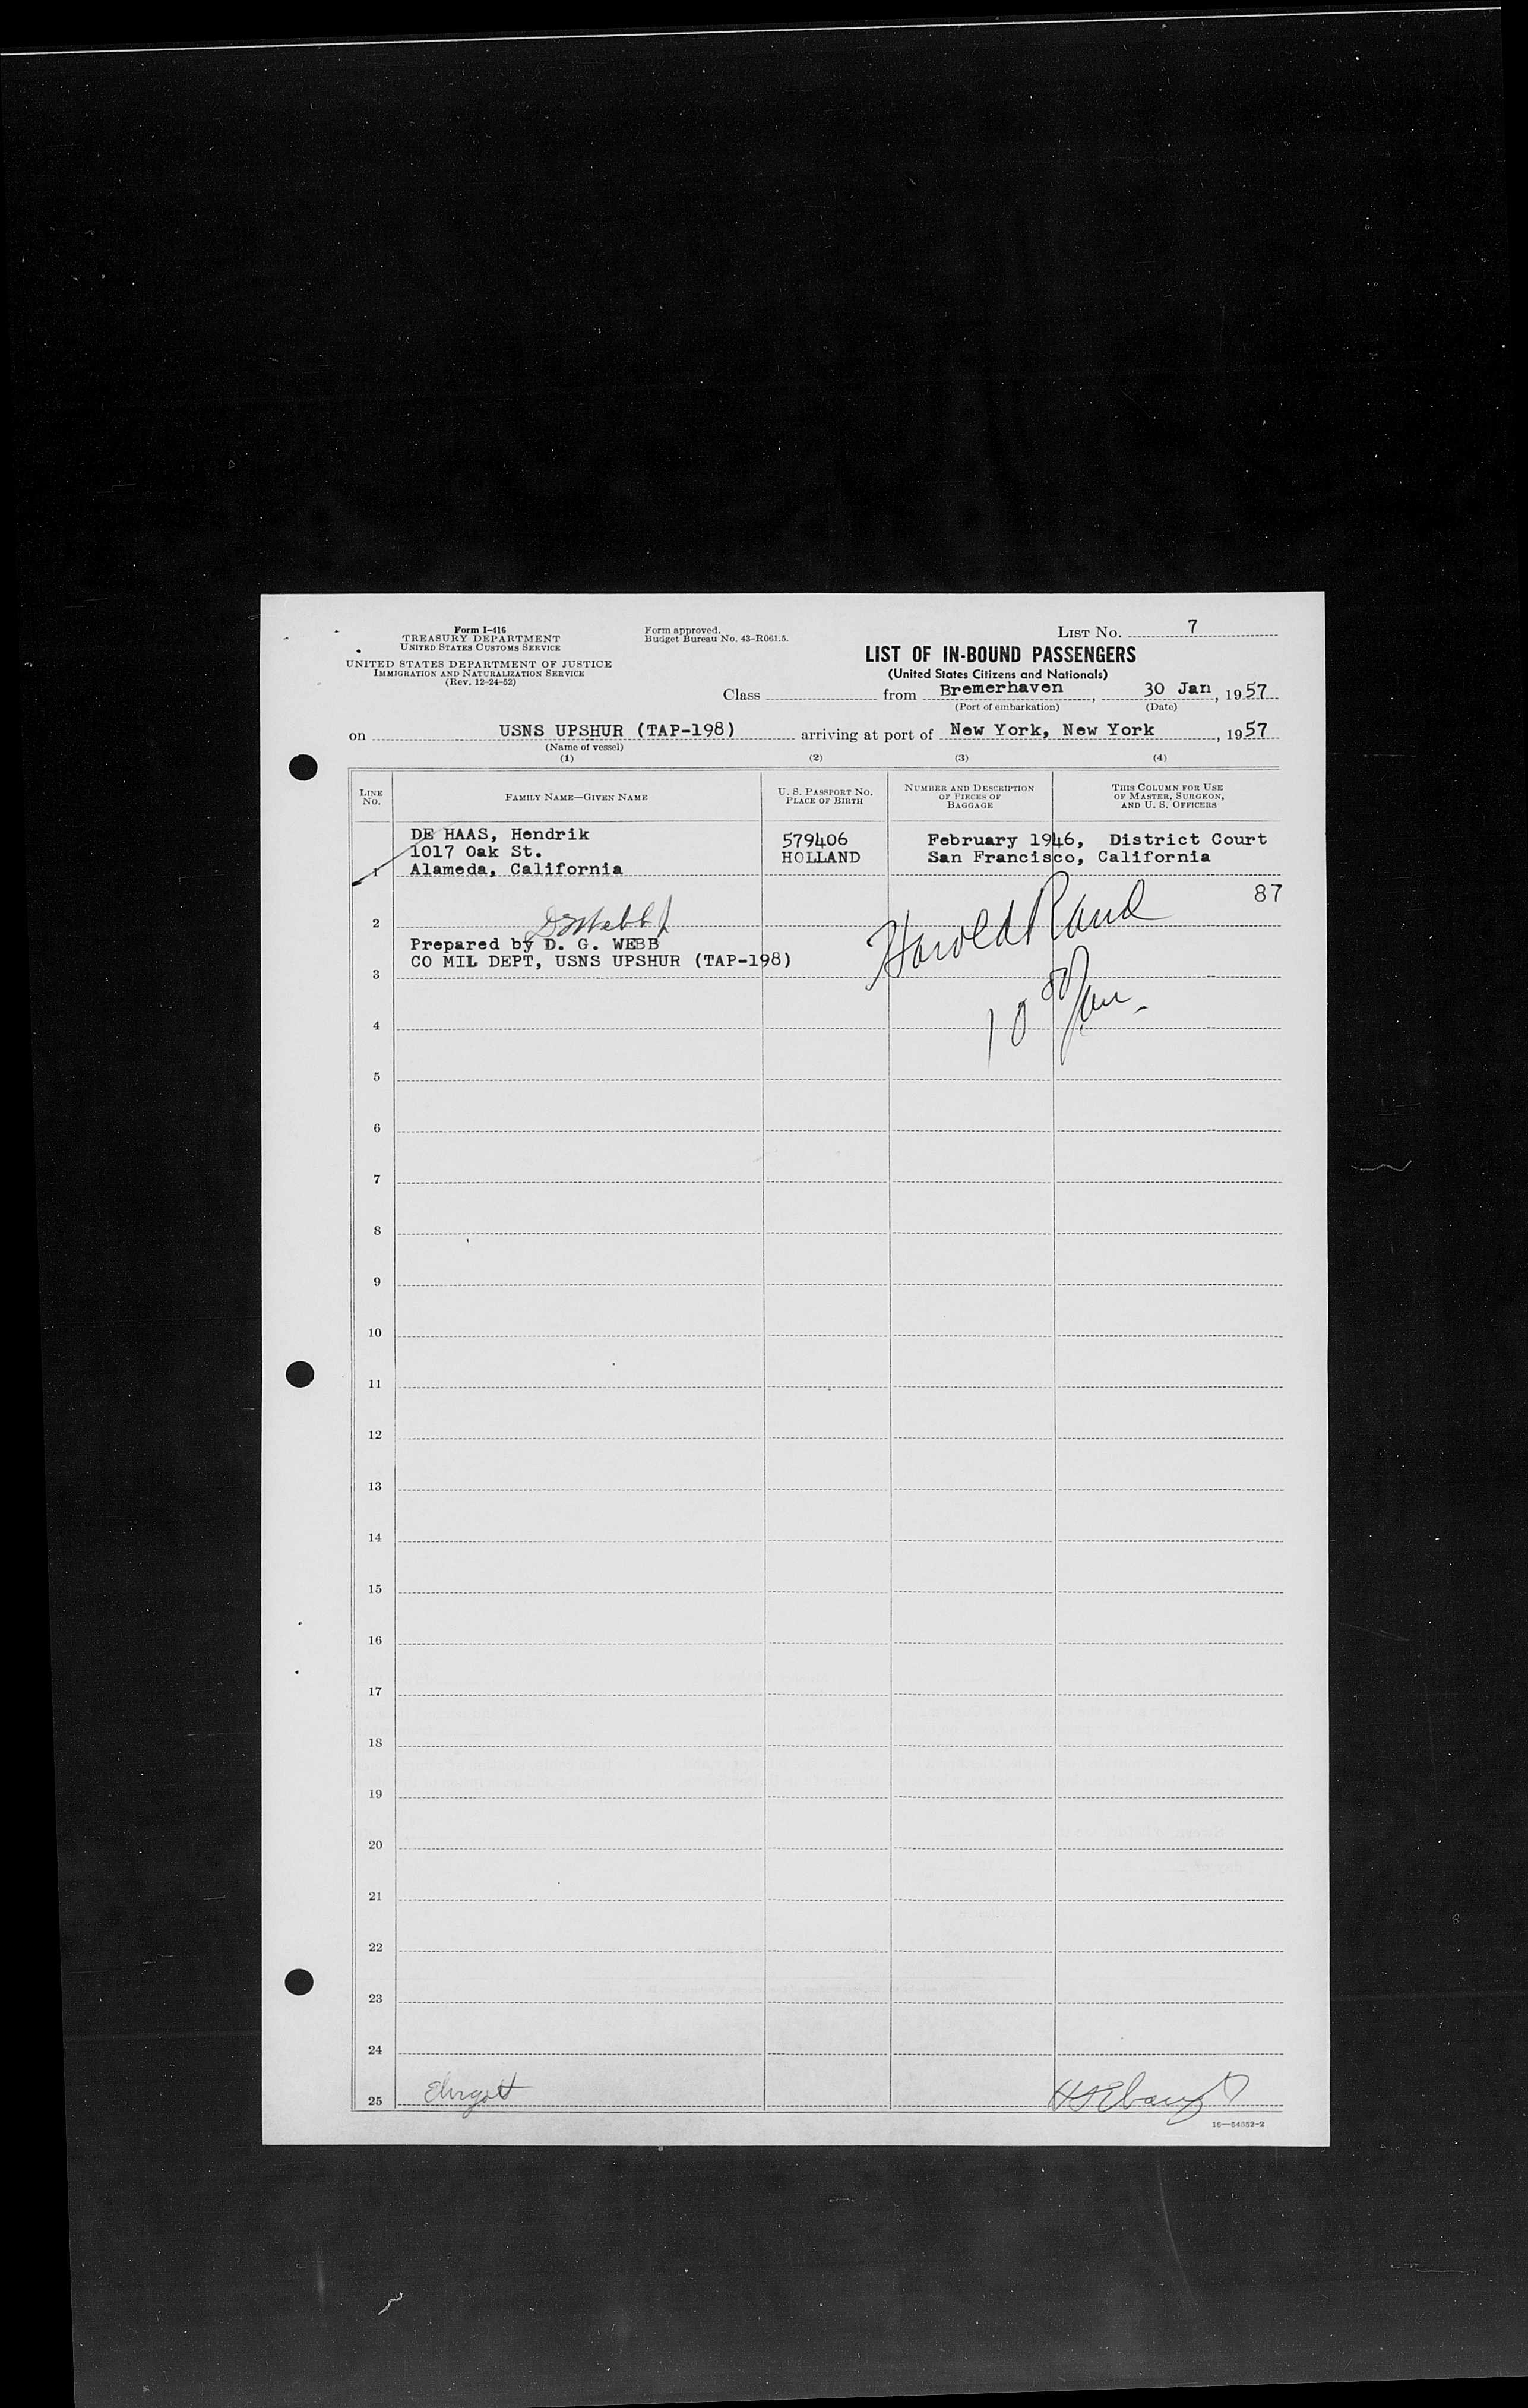 Form I-416
TREASURY DEPARTMENT
UNITED STATES CUSTOMS SERVICE
UNITED STATES DEPARTMENT OF JUSTICE
IMMIGRATION AND NATURALIZATION SERVICE
(Rev. 12-24-52)
Form approved.
Budget Bureau No. 43-R061.5.
LIST NO. 7
LIST OF IN-BOUND PASSENGERS
(United States Citizens and Nationals)
Class from Bremerhaven, 30 Jan, 1957
(Port of embarkation) (Date)
on USNS UPSHUR (TAP-198) arriving at port of New York, New York, 1957
(Name of vessel)
(1) (2) (3) (4)
LINE NO. FAMILY NAME—GIVEN NAME U. S. PASSPORT NO. PLACE OF BIRTH NUMBER AND DESCRIPTION OF PIECES OF BAGGAGE THIS COLUMN FOR USE OF MASTER, SURGEON, AND U. S. OFFICERS
DE HAAS, Hendrik 579406 February 1946, District Court
1017 Oak St. HOLLAND San Francisco, California
1 Alameda, California
87
2 Harold Rand
Prepared by D. G. WEBB
CO MIL DEPT, USNS UPSHUR (TAP-198)
3
4
5
6
7
8
9
10
11
12
13
14
15
16
17
18
19
20
21
22
23
24
25
16—54552-2